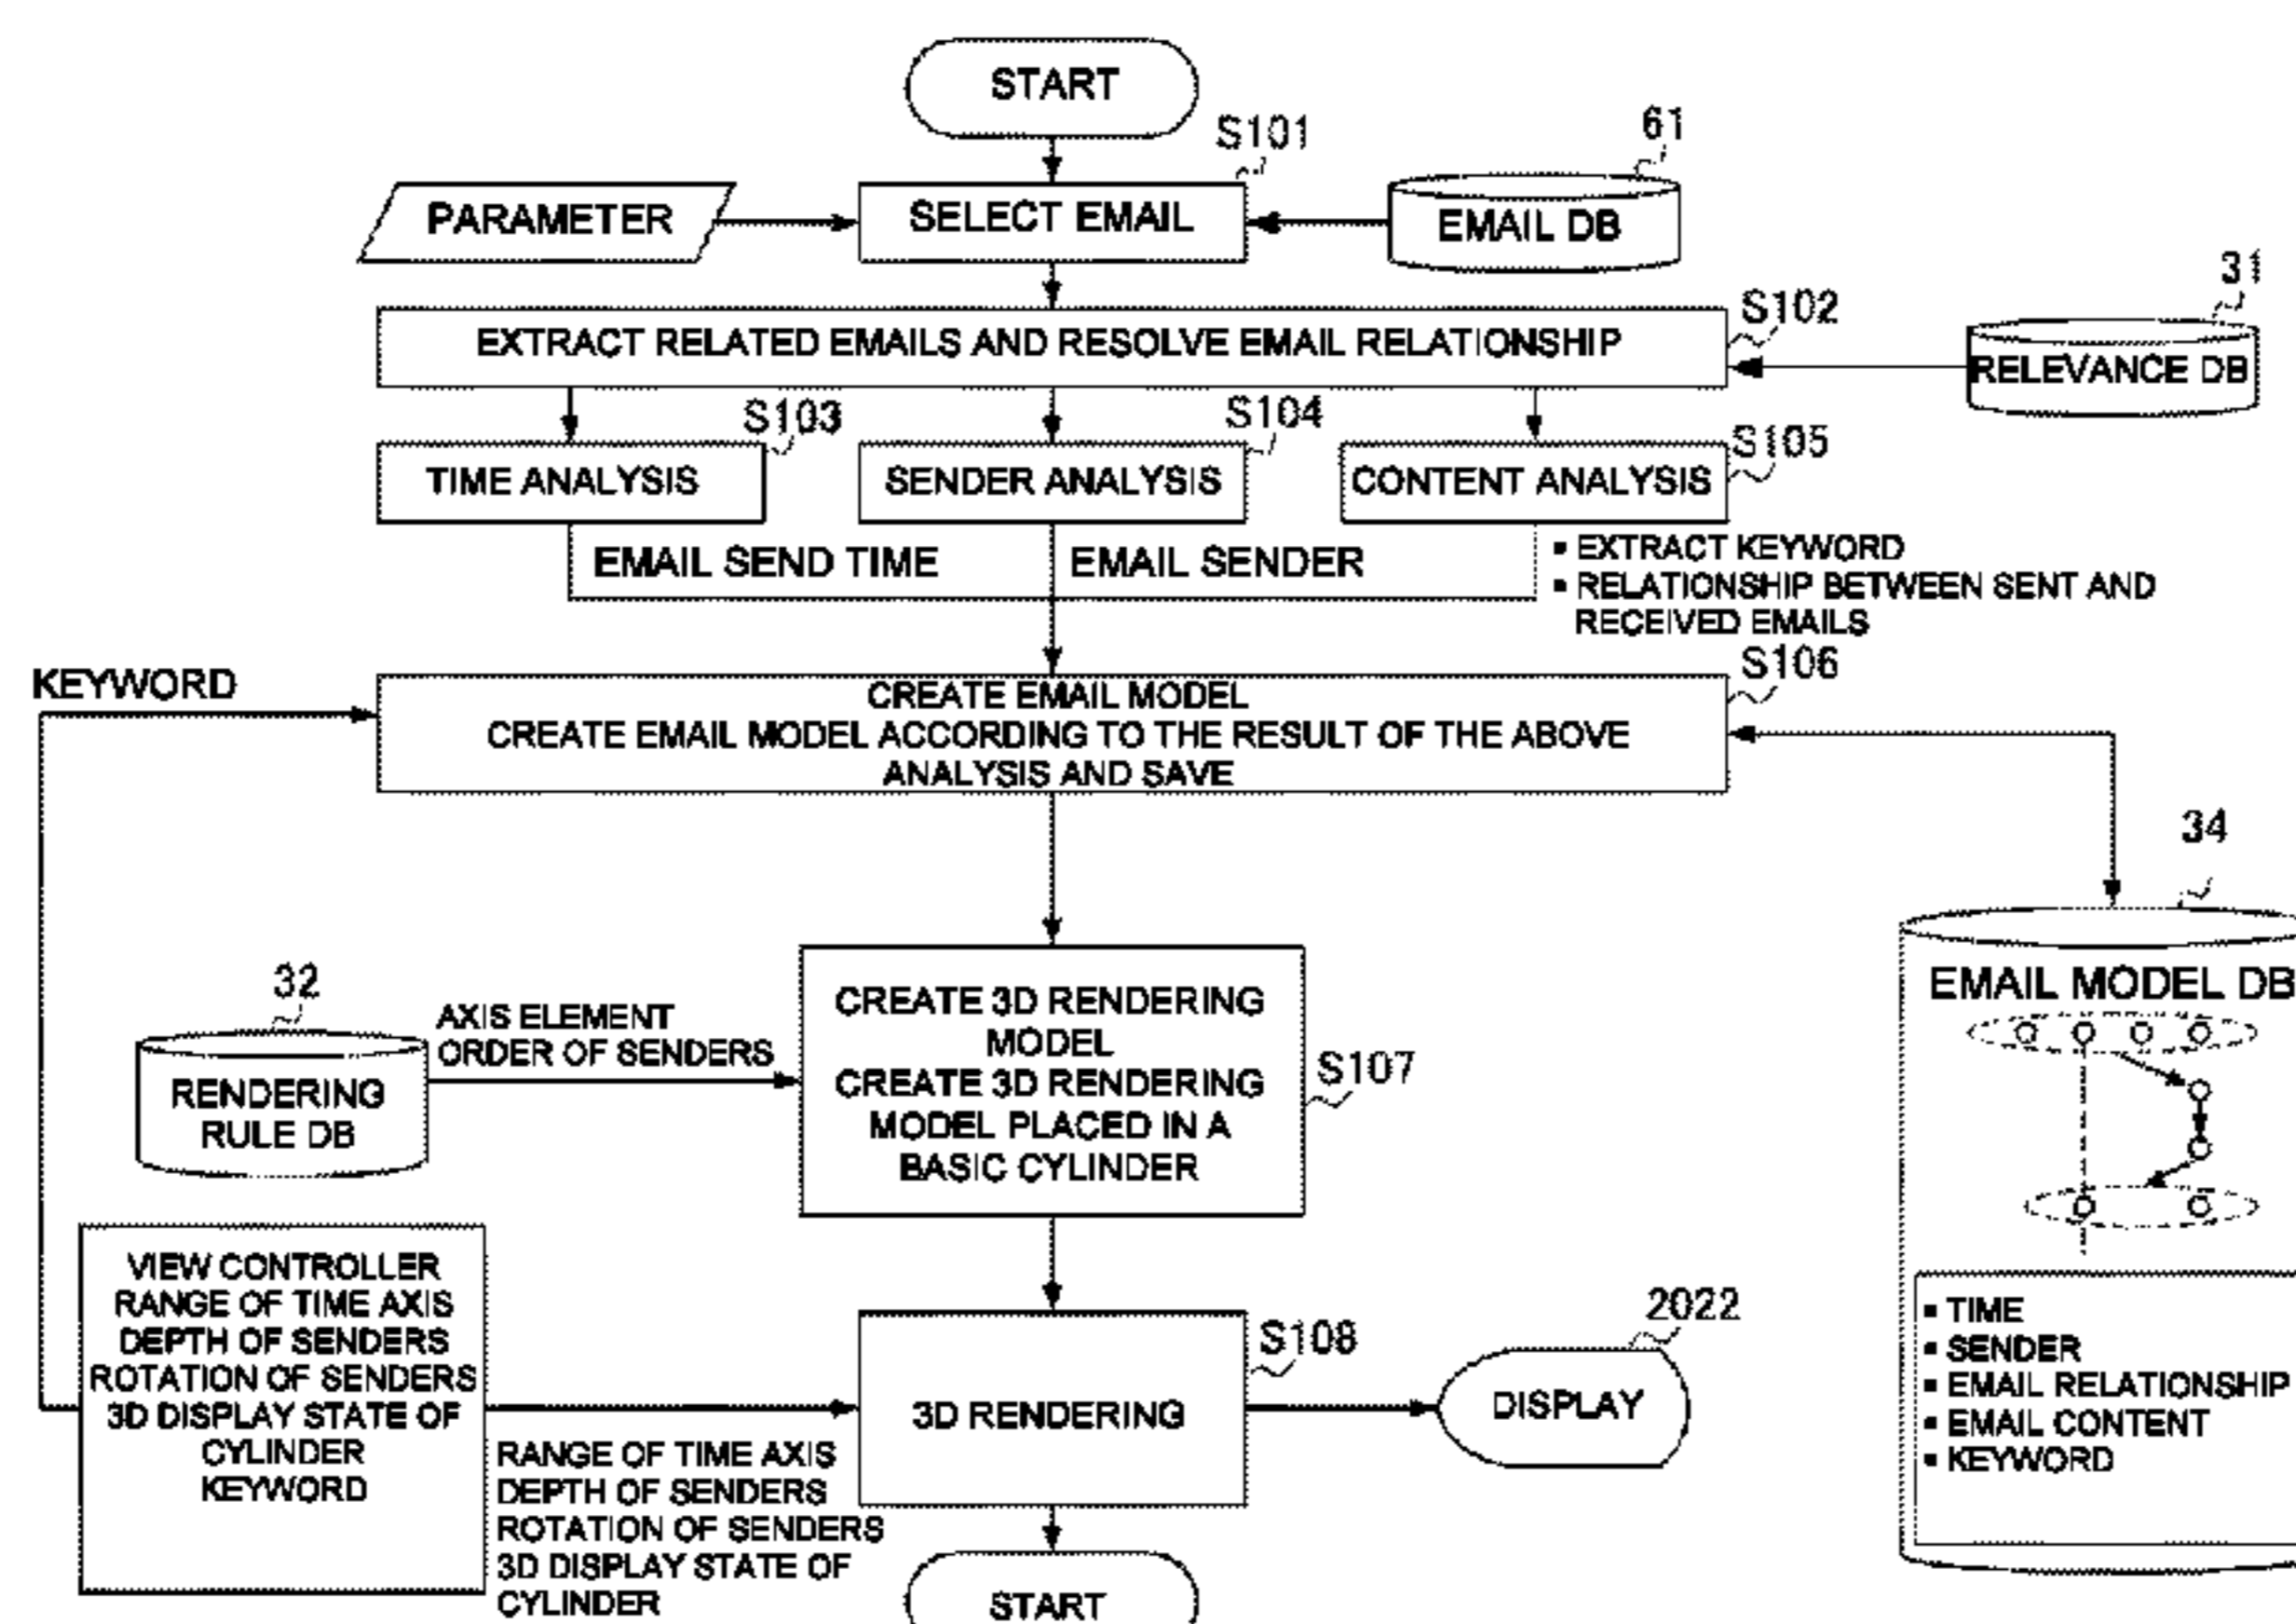 START
S101
61
PARAMETER
SELECT EMAIL
EMAIL DB
31
S102
EXTRACT RELATED EMAILS AND RESOLVE EMAIL RELATIONSHIP
RELEVANCE DB
S103
S104
S105
TIME ANALYSIS
SENDER ANALYSIS
CONTENT ANALYSIS
EMAIL SEND TIME
EMAIL SENDER
▪ EXTRACT KEYWORD
▪ RELATIONSHIP BETWEEN SENT AND
RECEIVED EMAILS
S106
KEYWORD
CREATE EMAIL MODEL
CREATE EMAIL MODEL ACCORDING TO THE RESULT OF THE ABOVE
ANALYSIS AND SAVE
34
EMAIL MODEL DB
32
AXIS ELEMENT
ORDER OF SENDERS
RENDERING
RULE DB
CREATE 3D RENDERING
MODEL
CREATE 3D RENDERING
MODEL PLACED IN A
BASIC CYLINDER
S107
VIEW CONTROLLER
RANGE OF TIME AXIS
DEPTH OF SENDERS
ROTATION OF SENDERS
3D DISPLAY STATE OF
CYLINDER
KEYWORD
RANGE OF TIME AXIS
DEPTH OF SENDERS
ROTATION OF SENDERS
3D DISPLAY STATE OF
CYLINDER
S108
3D RENDERING
2022
DISPLAY
▪ TIME
▪ SENDER
▪ EMAIL RELATIONSHIP
▪ EMAIL CONTENT
▪ KEYWORD
START